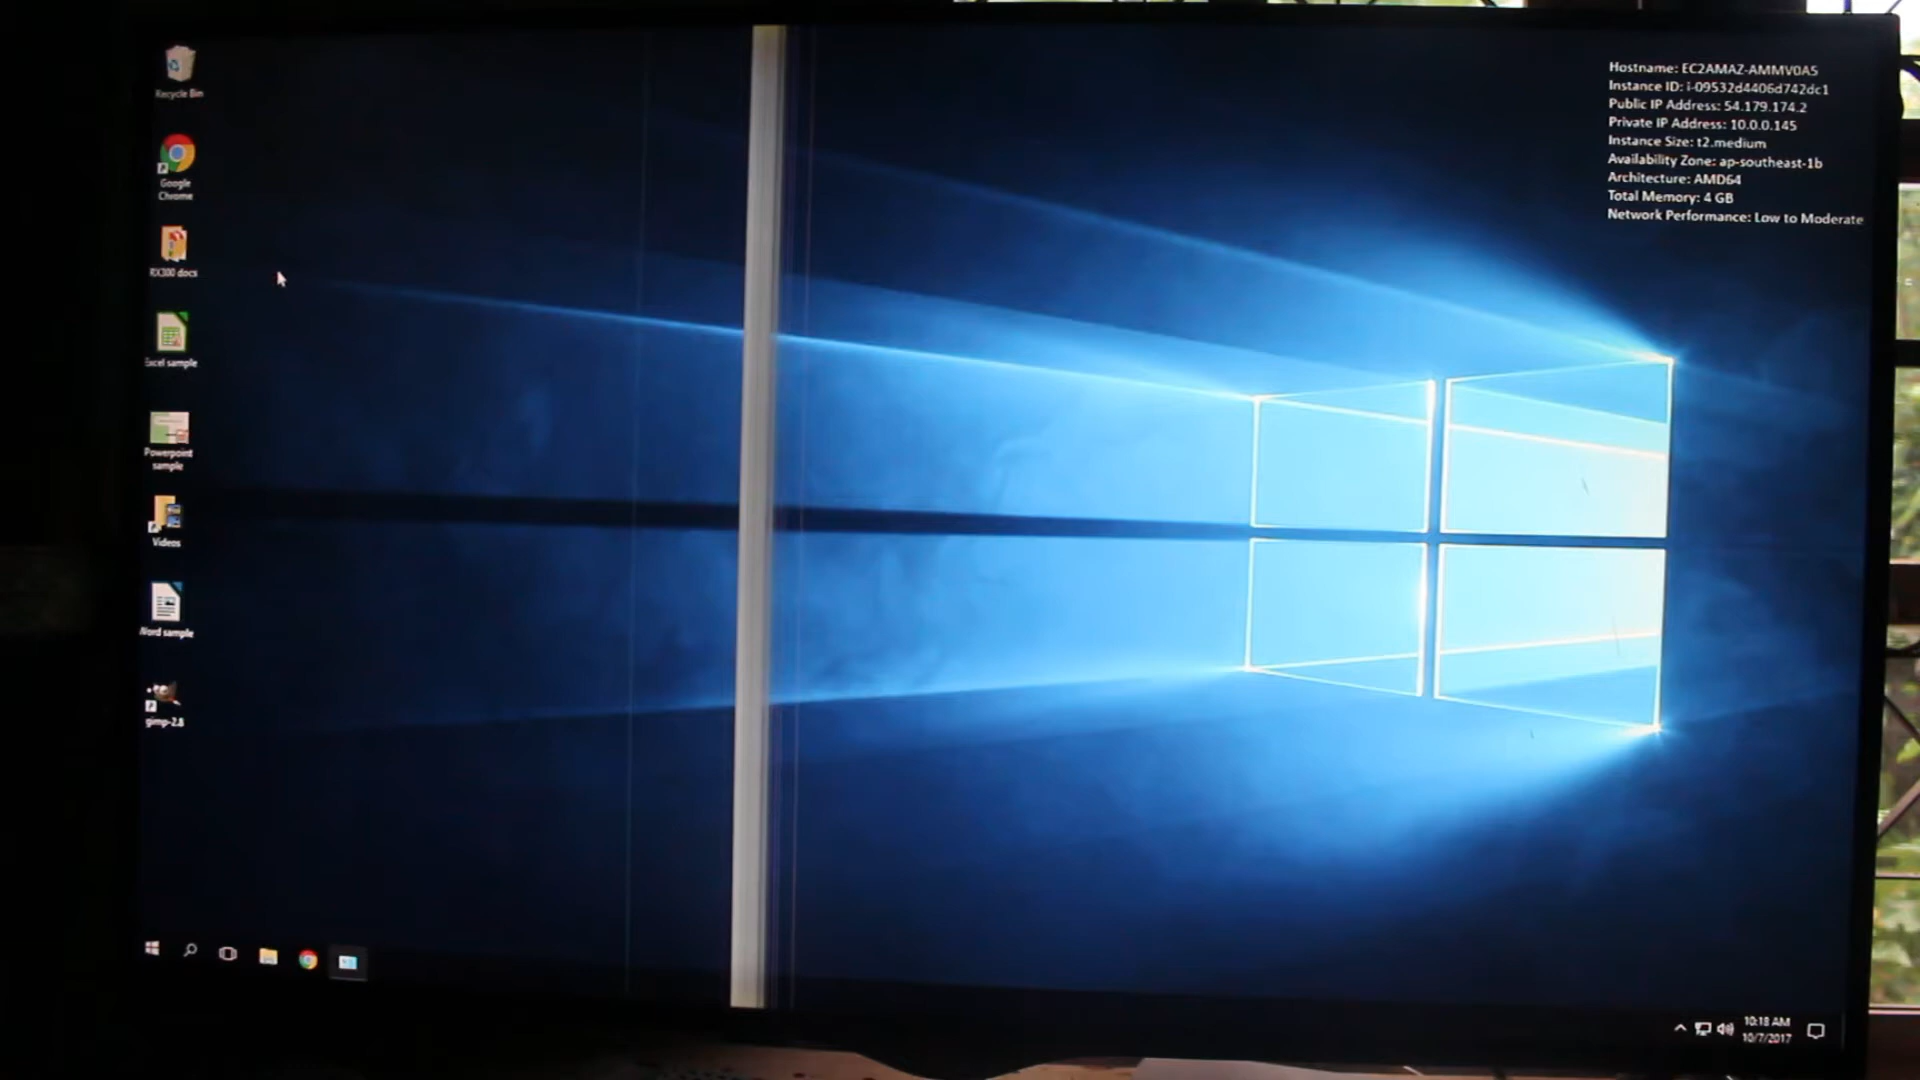 Recycle Bin
Google
Chrome
RX300 docs
Excel sample
Powerpoint
sample
Videos
Word sample
gimp-2.8
Hostname: EC2AMAZ-AMMV0A5
Instance ID: i-09532d4406d742dc1
Public IP Address: 54.179.174.2
Private IP Address: 10.0.0.145
Instance Size: t2.medium
Availability Zone: ap-southeast-1b
Architecture: AMD64
Total Memory: 4 GB
Network Performance: Low to Moderate
10:18 AM
10/7/2017